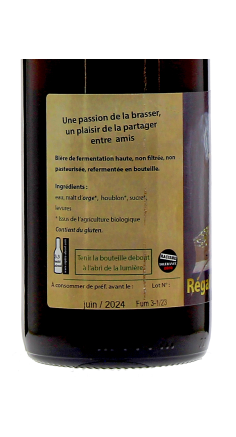 Une passion de la brasser,
un plaisir de la partager
entre amis
Bière de fermentation haute, non filtrée, non
pasteurisée, refermentée en bouteille.
Ingrédients :
eau, malt d'orge*, houblon*, sucre*,
levures
* issus de l'agriculture biologique
Contient du gluten.
Tenir la bouteille debout
à l'abri de la lumière.
A consommer de préf. avant le : Lot N° :
juin / 2024 Fum 3-1/23